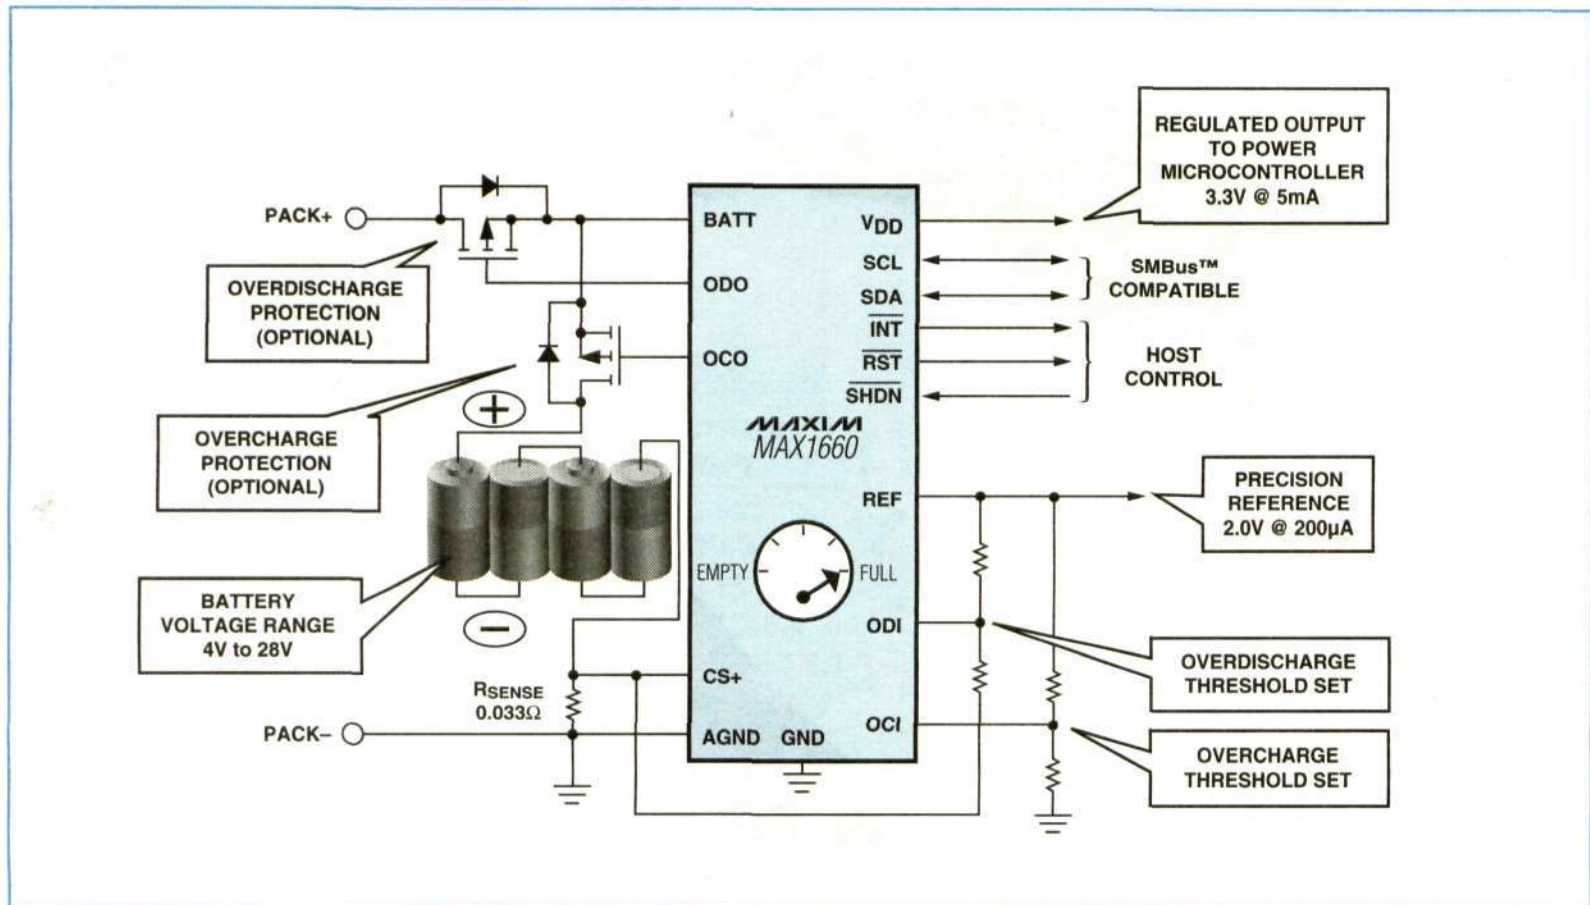 REGULATED OUTPUT
TO POWER
MICROCONTROLLER
3.3V @ 5mA
PACK+
BATT
VDD
OVERDISCHARGE
PROTECTION
(OPTIONAL)
ODO
SCL
SDA
SMBus™
COMPATIBLE
INT
OCO
RST
HOST
CONTROL
SHDN
+
OVERCHARGE
PROTECTION
(OPTIONAL)
MAXIM
MAX1660
REF
PRECISION
REFERENCE
2.0V @ 200µA
EMPTY
FULL
BATTERY
VOLTAGE RANGE
4V to 28V
−
ODI
OVERDISCHARGE
THRESHOLD SET
CS+
RSENSE
0.033Ω
OCI
PACK–
AGND
GND
OVERCHARGE
THRESHOLD SET